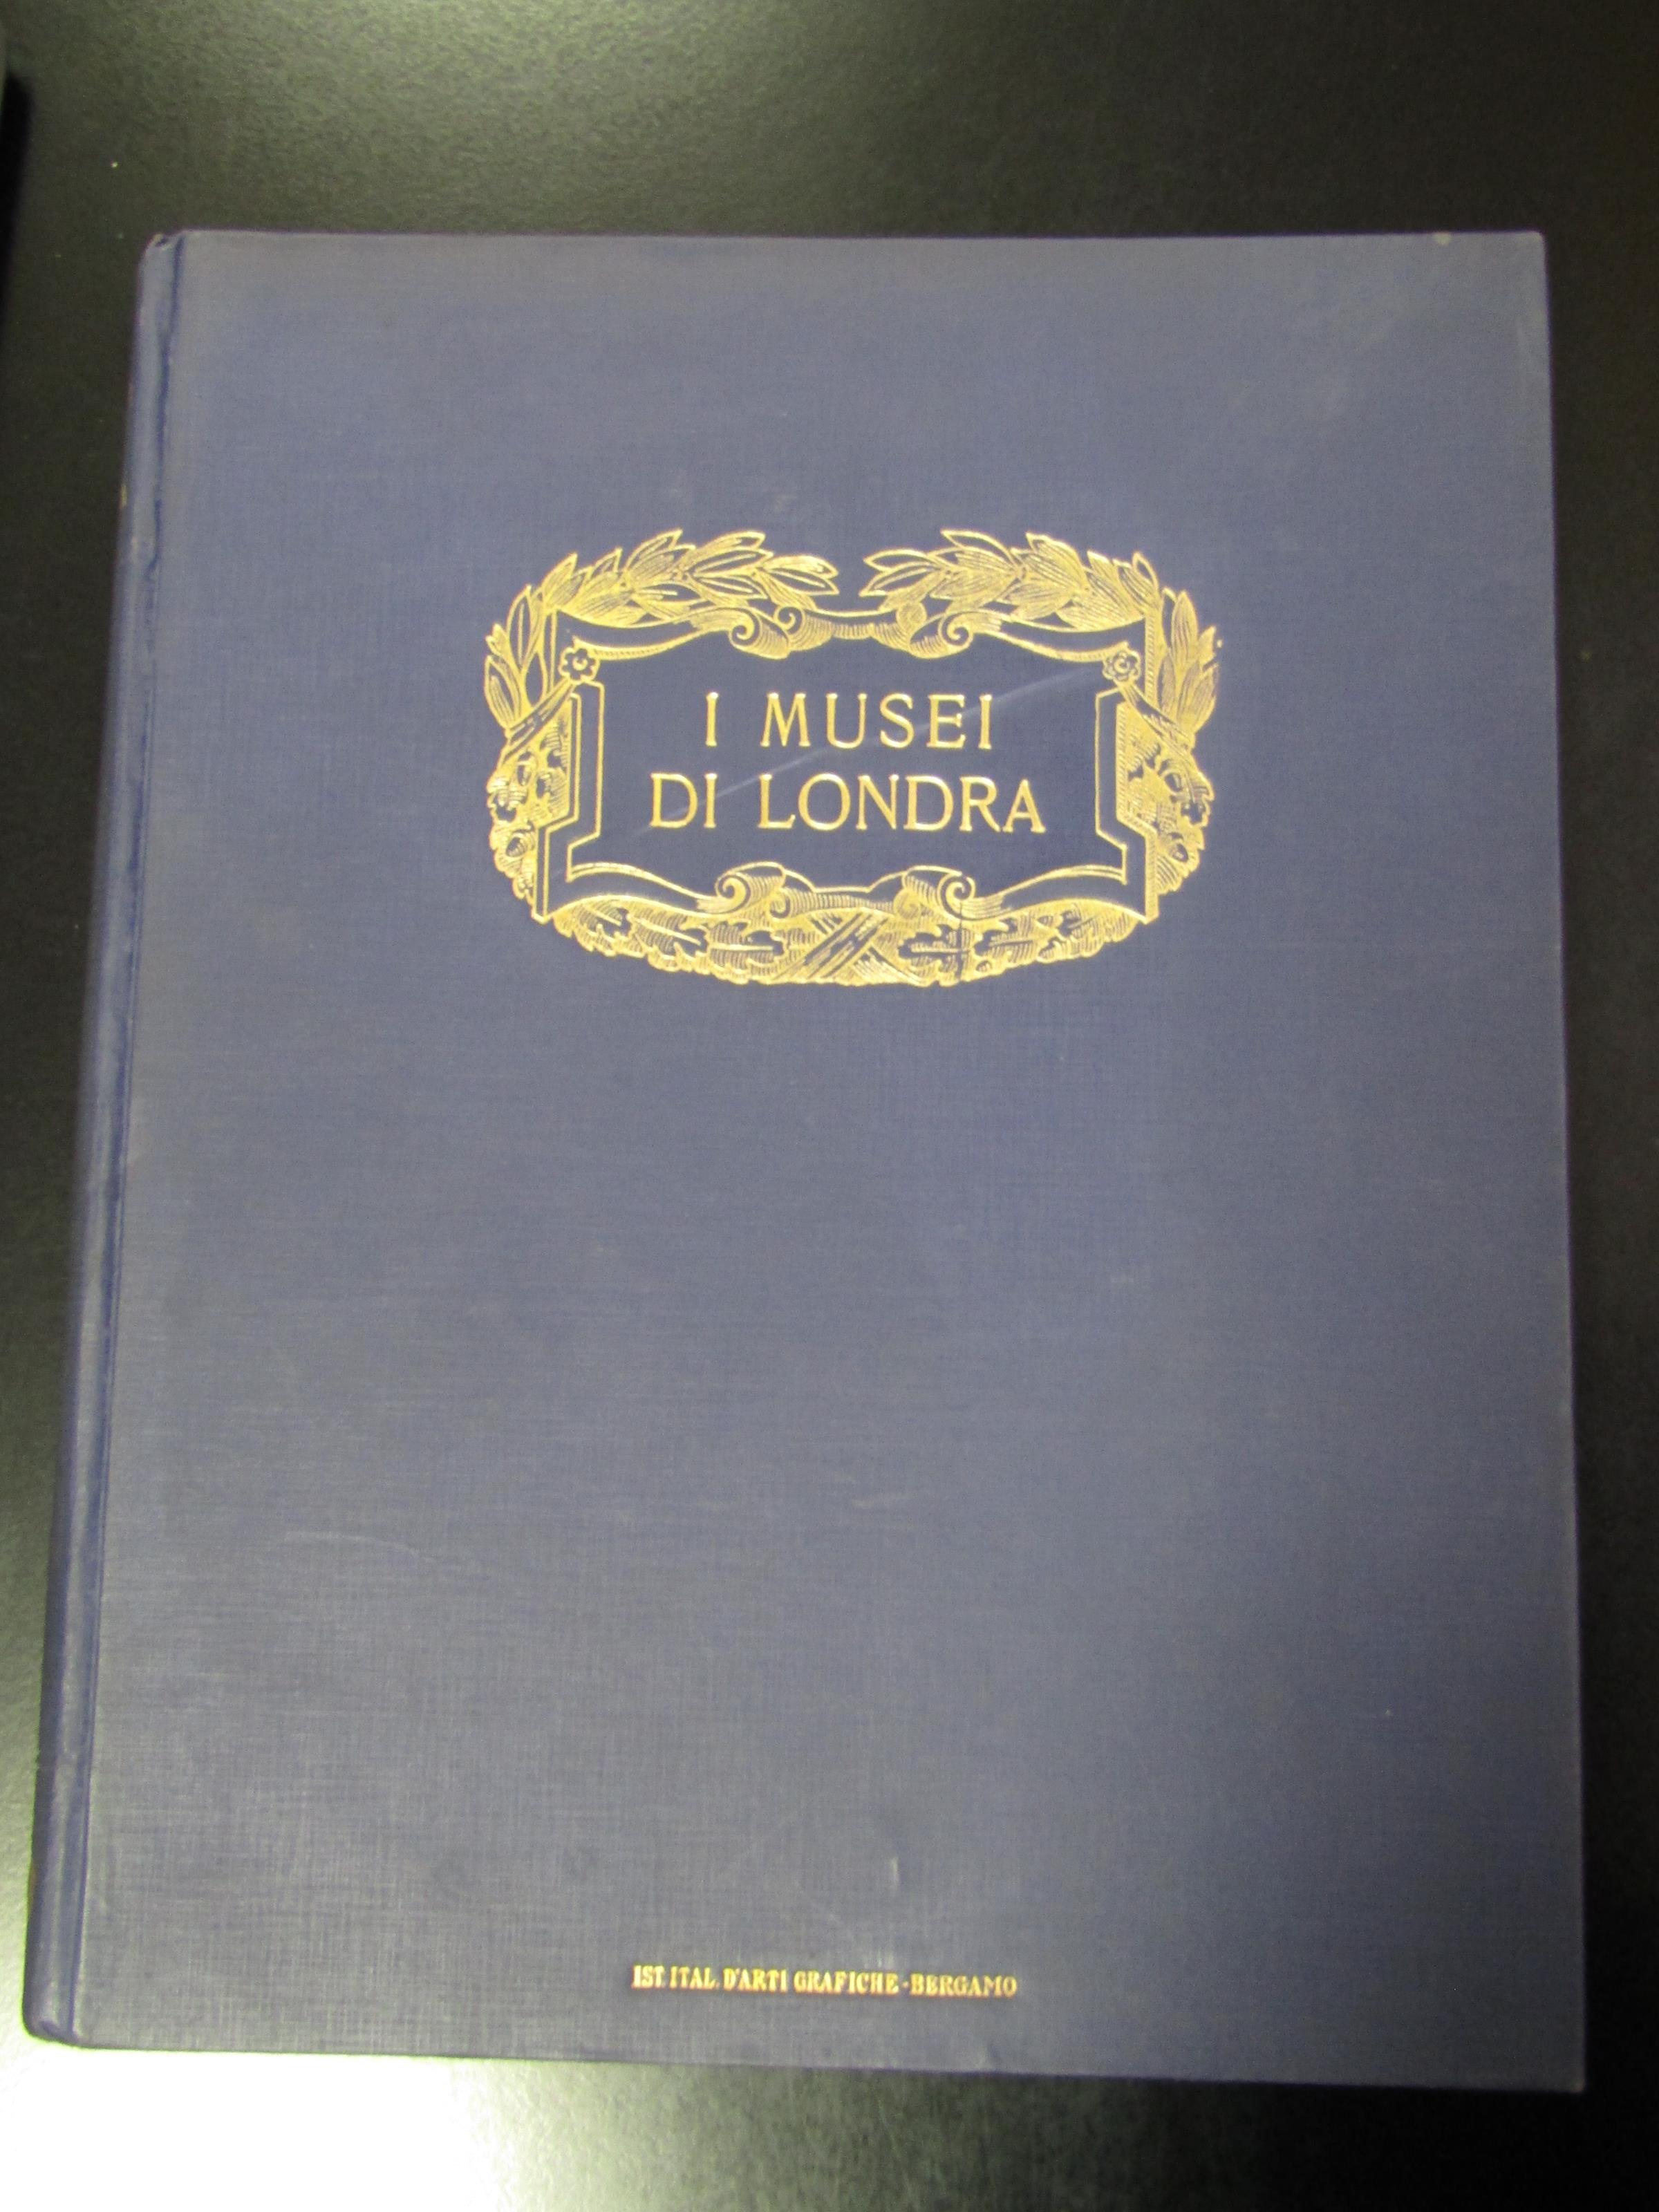 I MUSEI
DI LONDRA
IST. ITAL. D'ARTI GRAFICHE - BERGAMO